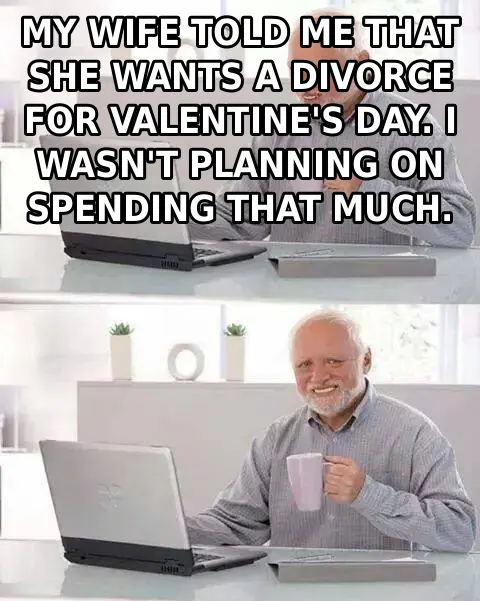 MY WIFE TOLD ME THAT
SHE WANTS A DIVORCE
FOR VALENTINE'S DAY. I
WASN'T PLANNING ON
SPENDING THAT MUCH.